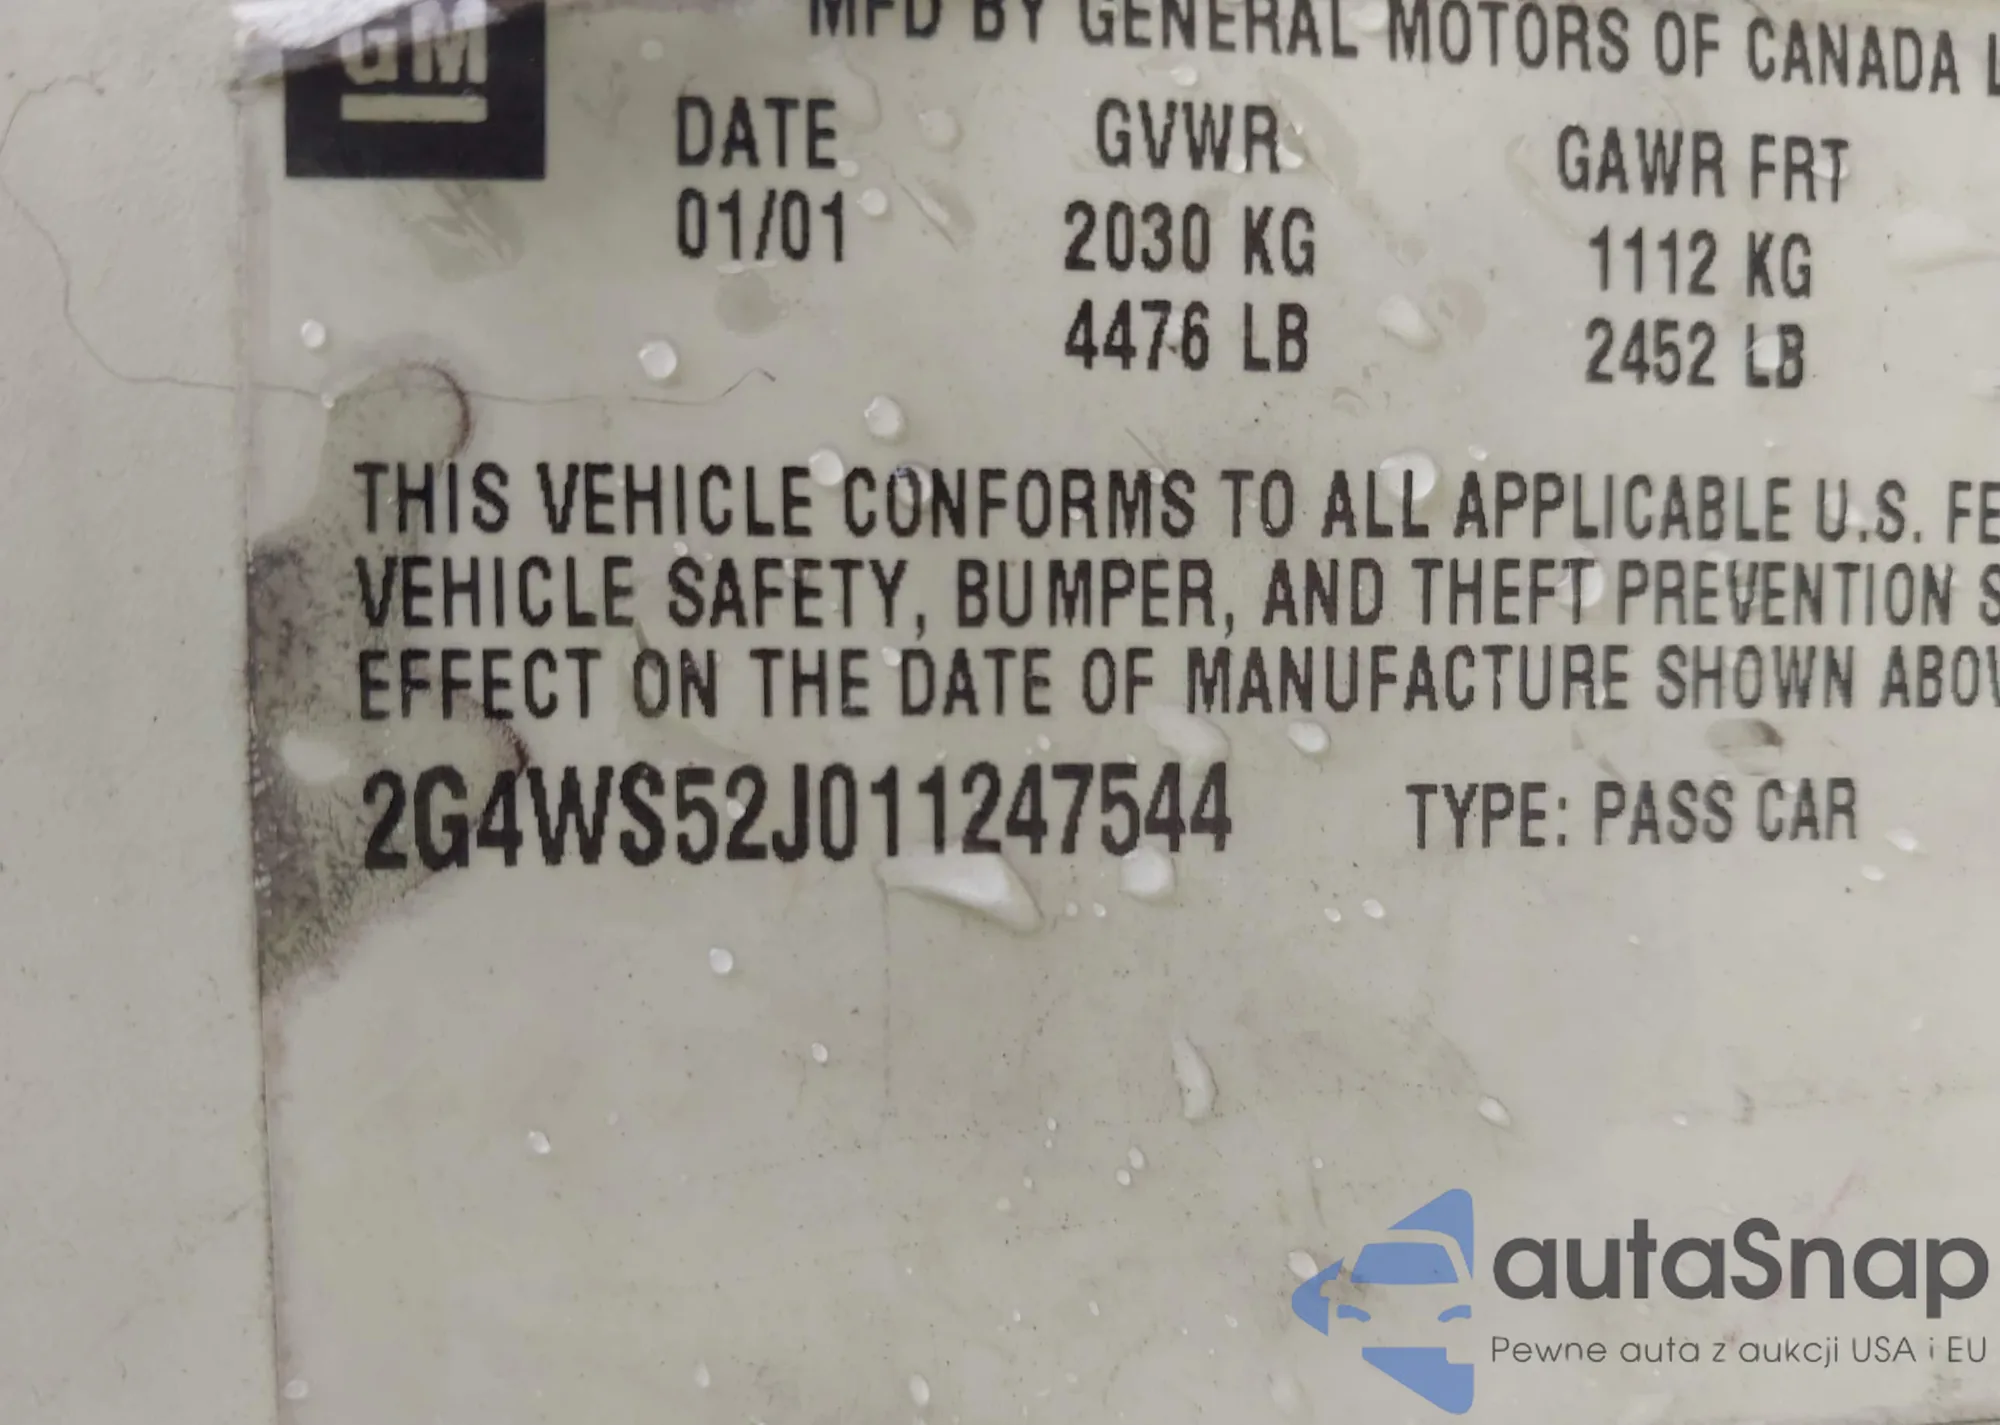 GM
MFD BY GENERAL MOTORS OF CANADA L
DATE GVWR GAWR FRT
01/01 2030 KG 1112 KG
4476 LB 2452 LB
THIS VEHICLE CONFORMS TO ALL APPLICABLE U.S. FE
VEHICLE SAFETY, BUMPER, AND THEFT PREVENTION S
EFFECT ON THE DATE OF MANUFACTURE SHOWN ABOV
2G4WS52J011247544 TYPE: PASS CAR
autaSnap
Pewne auta z aukcji USA i EU